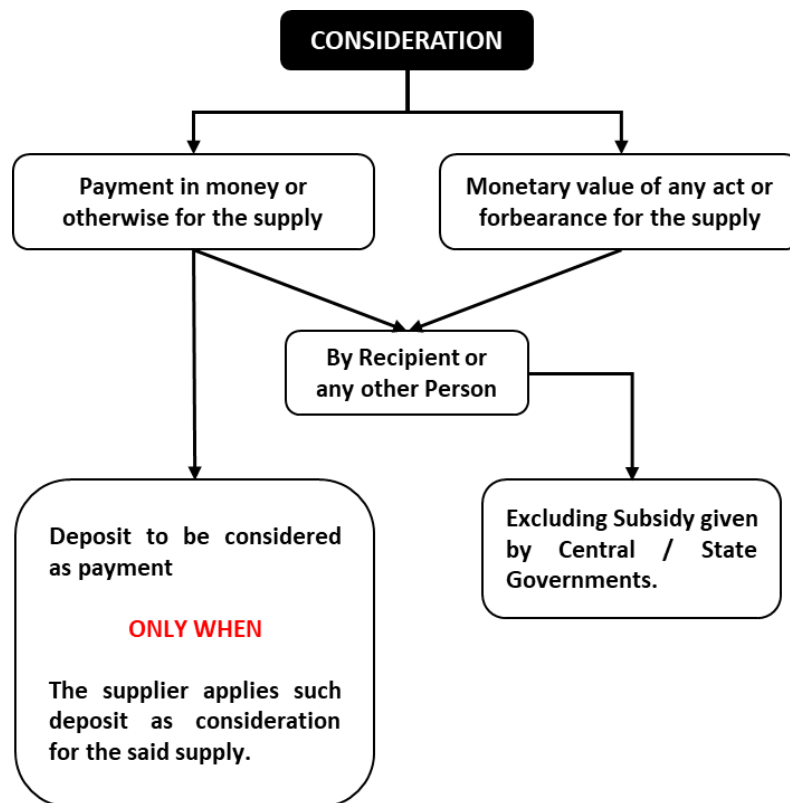 CONSIDERATION
Payment in money or
otherwise for the supply
Monetary value of any act or
forbearance for the supply
By Recipient or
any other Person
Deposit to be considered
as payment
ONLY WHEN
The supplier applies such
deposit as consideration
for the said supply.
Excluding Subsidy given
by Central / State
Governments.